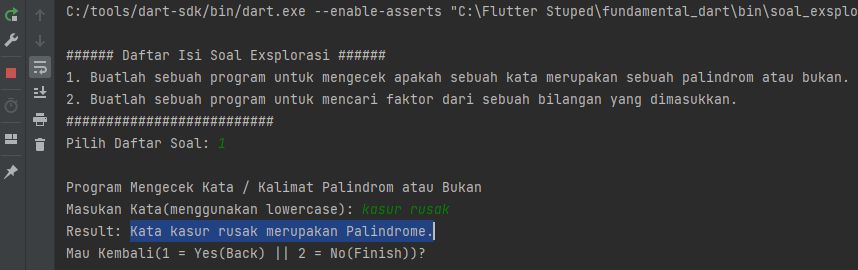 C:/tools/dart-sdk/bin/dart.exe --enable-asserts "C:\Flutter Stuped\fundamental_dart\bin\soal_exsplo
###### Daftar Isi Soal Exsplorasi ######
1. Buatlah sebuah program untuk mengecek apakah sebuah kata merupakan sebuah palindrom atau bukan.
2. Buatlah sebuah program untuk mencari faktor dari sebuah bilangan yang dimasukkan.
##########################
Pilih Daftar Soal: 1
Program Mengecek Kata / Kalimat Palindrom atau Bukan
Masukan Kata(menggunakan lowercase): kasur rusak
Result: Kata kasur rusak merupakan Palindrome.
Mau Kembali(1 = Yes(Back) || 2 = No(Finish))?